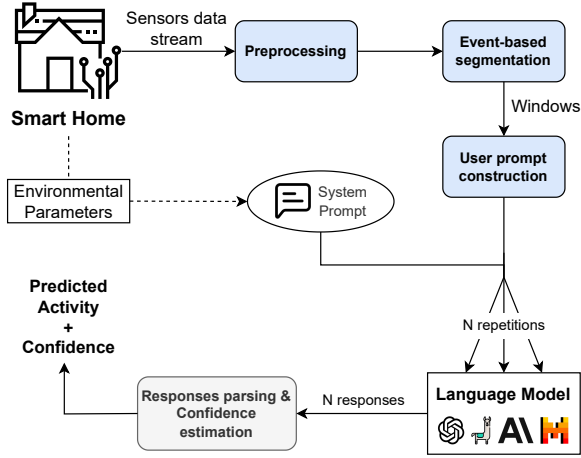 Sensors data
stream
Preprocessing
Event-based
segmentation
Smart Home
Windows
User prompt
construction
Environmental
Parameters
System
Prompt
Predicted
Activity
+
Confidence
N repetitions
Responses parsing &
Confidence
estimation
N responses
Language Model